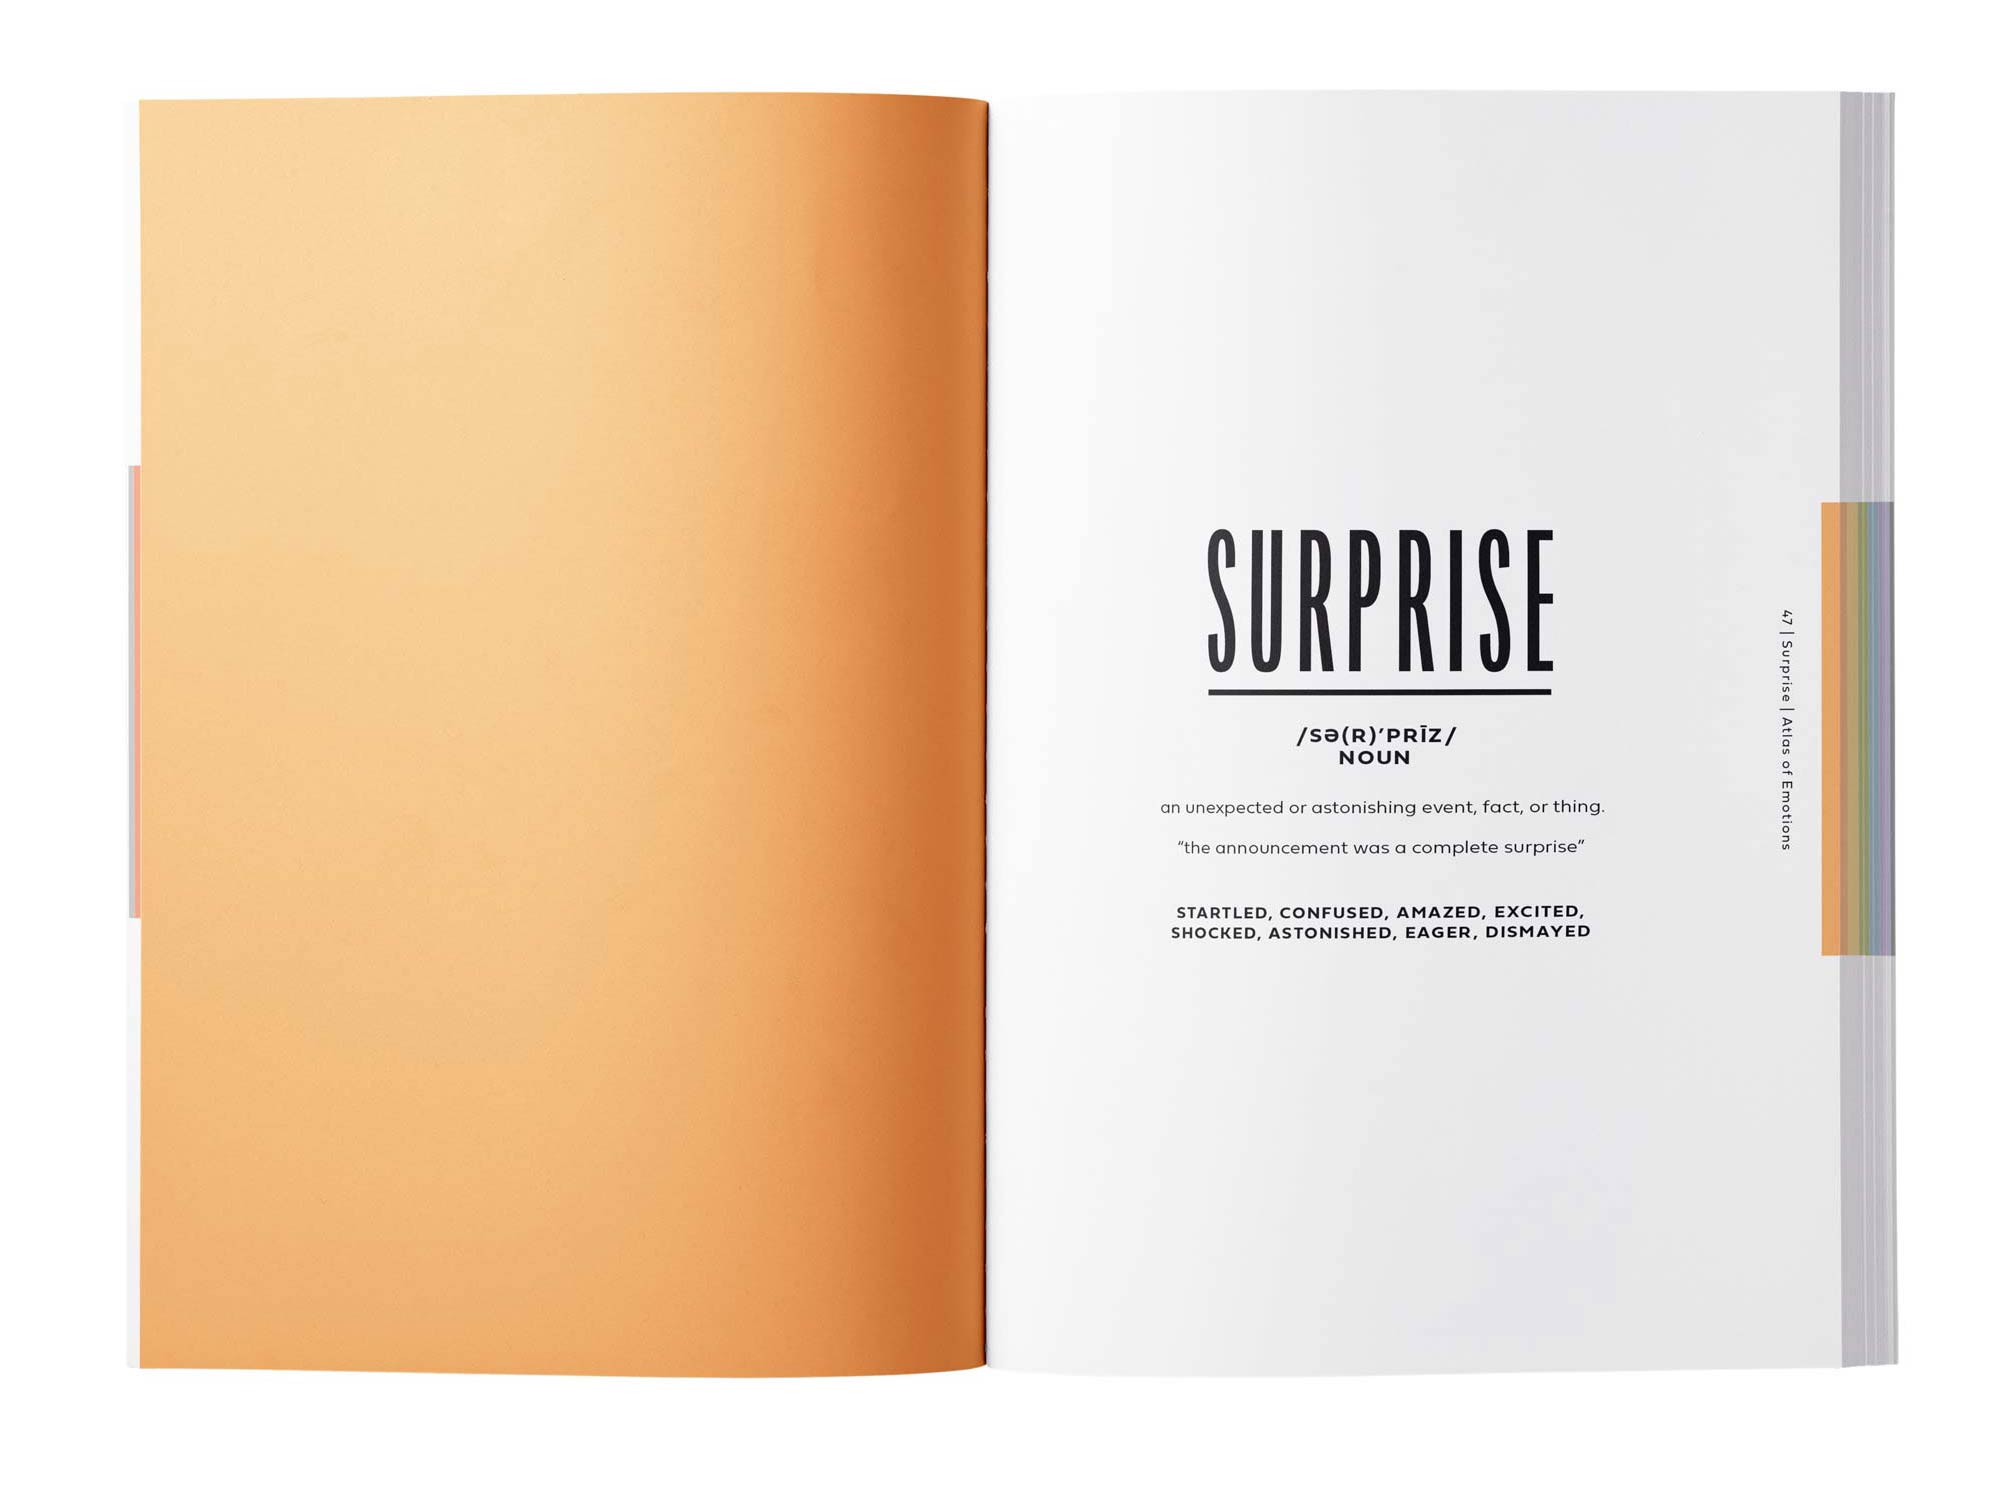 SURPRISE
/SƏ(R)’PRĪZ/
NOUN
an unexpected or astonishing event, fact, or thing.
“the announcement was a complete surprise”
STARTLED, CONFUSED, AMAZED, EXCITED,
SHOCKED, ASTONISHED, EAGER, DISMAYED
47 | Surprise | Atlas of Emotions